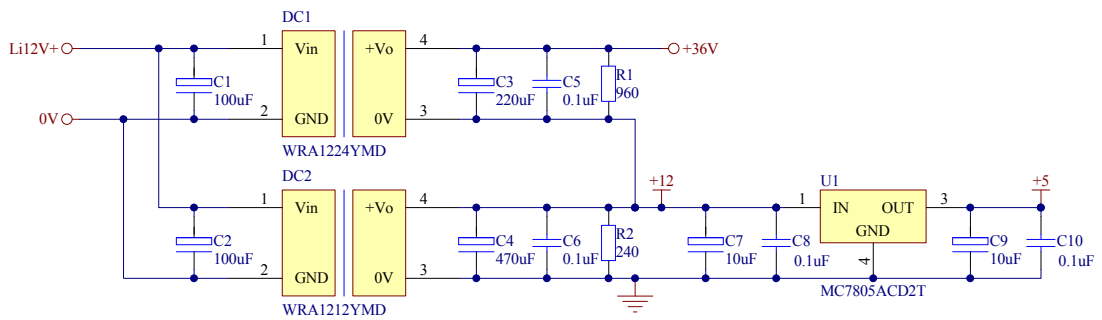 DC1
Li12V+
1
Vin
+Vo
4
+36V
C1
100uF
C3
220uF
C5
0.1uF
R1
960
0V
2
GND
0V
3
WRA1224YMD
DC2
1
Vin
+Vo
4
+12
U1
1
IN
OUT
3
+5
GND
4
C2
100uF
C4
470uF
C6
0.1uF
R2
240
C7
10uF
C8
0.1uF
C9
10uF
C10
0.1uF
2
GND
0V
3
WRA1212YMD
MC7805ACD2T